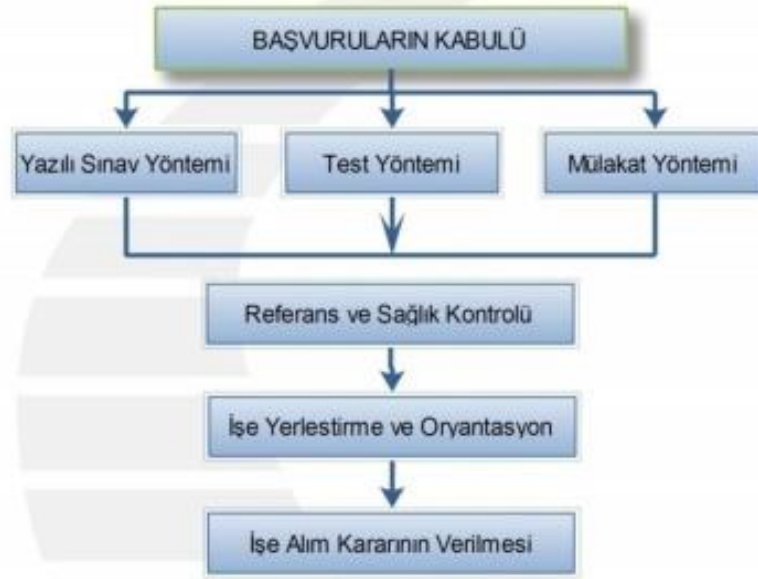 BAŞVURULARIN KABULÜ
Yazılı Sınav Yöntemi
Test Yöntemi
Mülakat Yöntemi
Referans ve Sağlık Kontrolü
İşe Yerlestirme ve Oryantasyon
İşe Alım Kararının Verilmesi